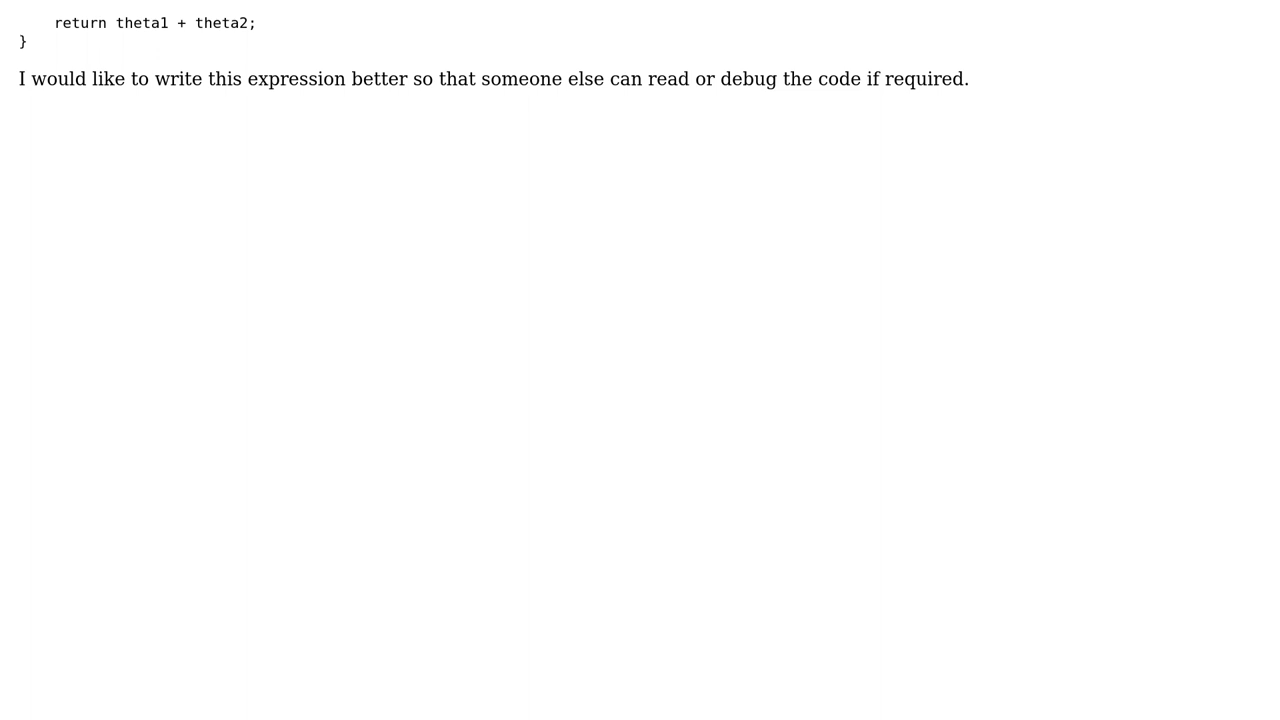 return theta1 + theta2;
}
I would like to write this expression better so that someone else can read or debug the code if required.